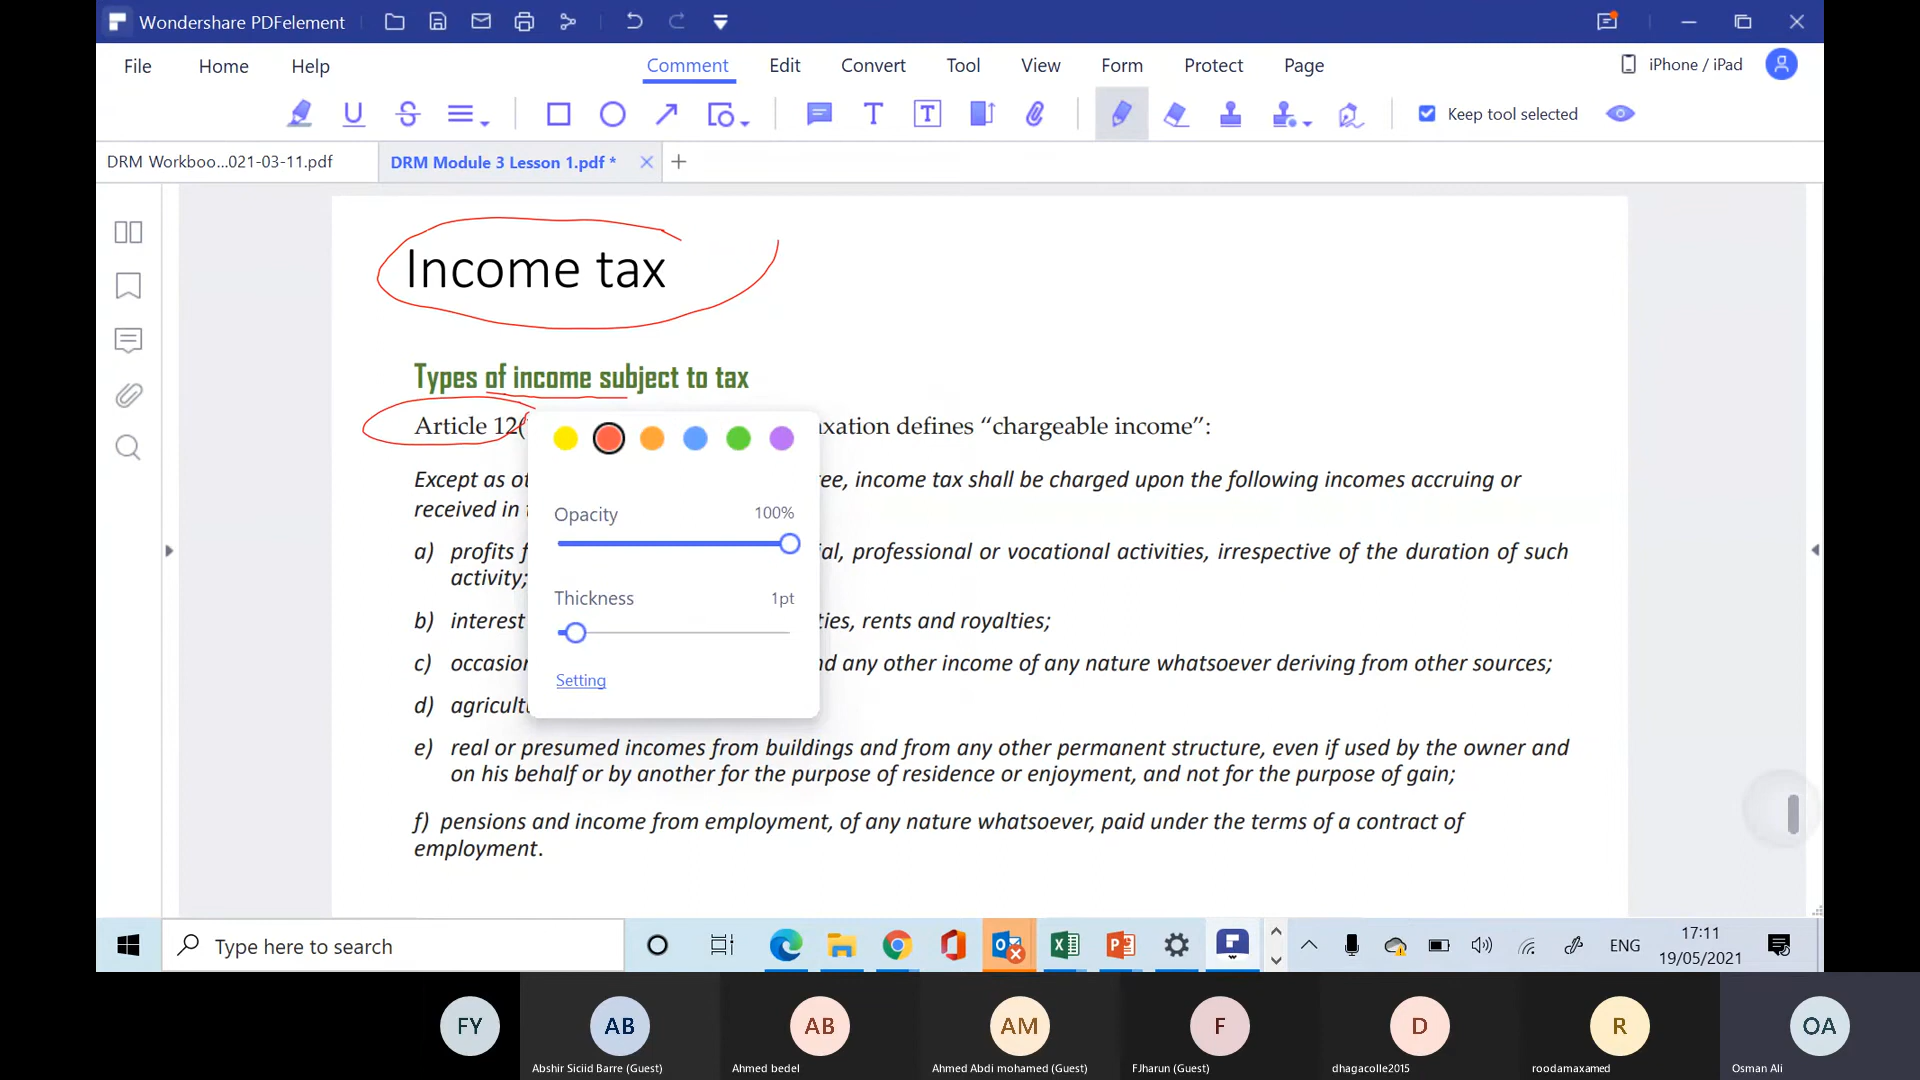 Wondershare PDFelement
File Home Help Comment Edit Convert Tool View Form Protect Page iPhone / iPad
Keep tool selected
DRM Workboo...021-03-11.pdf DRM Module 3 Lesson 1.pdf *
Income tax
Types of income subject to tax
Article 12( axation defines “chargeable income”:
Except as ee, income tax shall be charged upon the following incomes accruing or
received in
a) profits al, professional or vocational activities, irrespective of the duration of such
activity;
b) interest ties, rents and royalties;
c) nd any other income of any nature whatsoever deriving from other sources;
d)
e) real or presumed incomes from buildings and from any other permanent structure, even if used by the owner and
on his behalf or by another for the purpose of residence or enjoyment, and not for the purpose of gain;
f) pensions and income from employment, of any nature whatsoever, paid under the terms of a contract of
employment.
Opacity 100%
Thickness 1pt
Setting
Type here to search
ENG
17:11
19/05/2021
FY AB AB AM F D R OA
Abshir Siciid Barre (Guest) Ahmed bedel Ahmed Abdi mohamed (Guest) FJharun (Guest) dhagacolle2015 roodamaxamed Osman Ali